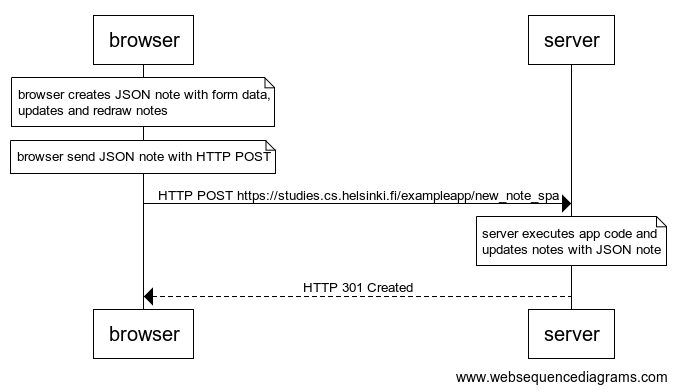 browser
server
browser creates JSON note with form data,
updates and redraw notes
browser send JSON note with HTTP POST
HTTP POST https://studies.cs.helsinki.fi/exampleapp/new_note_spa
server executes app code and
updates notes with JSON note
HTTP 301 Created
browser
server
www.websequencediagrams.com